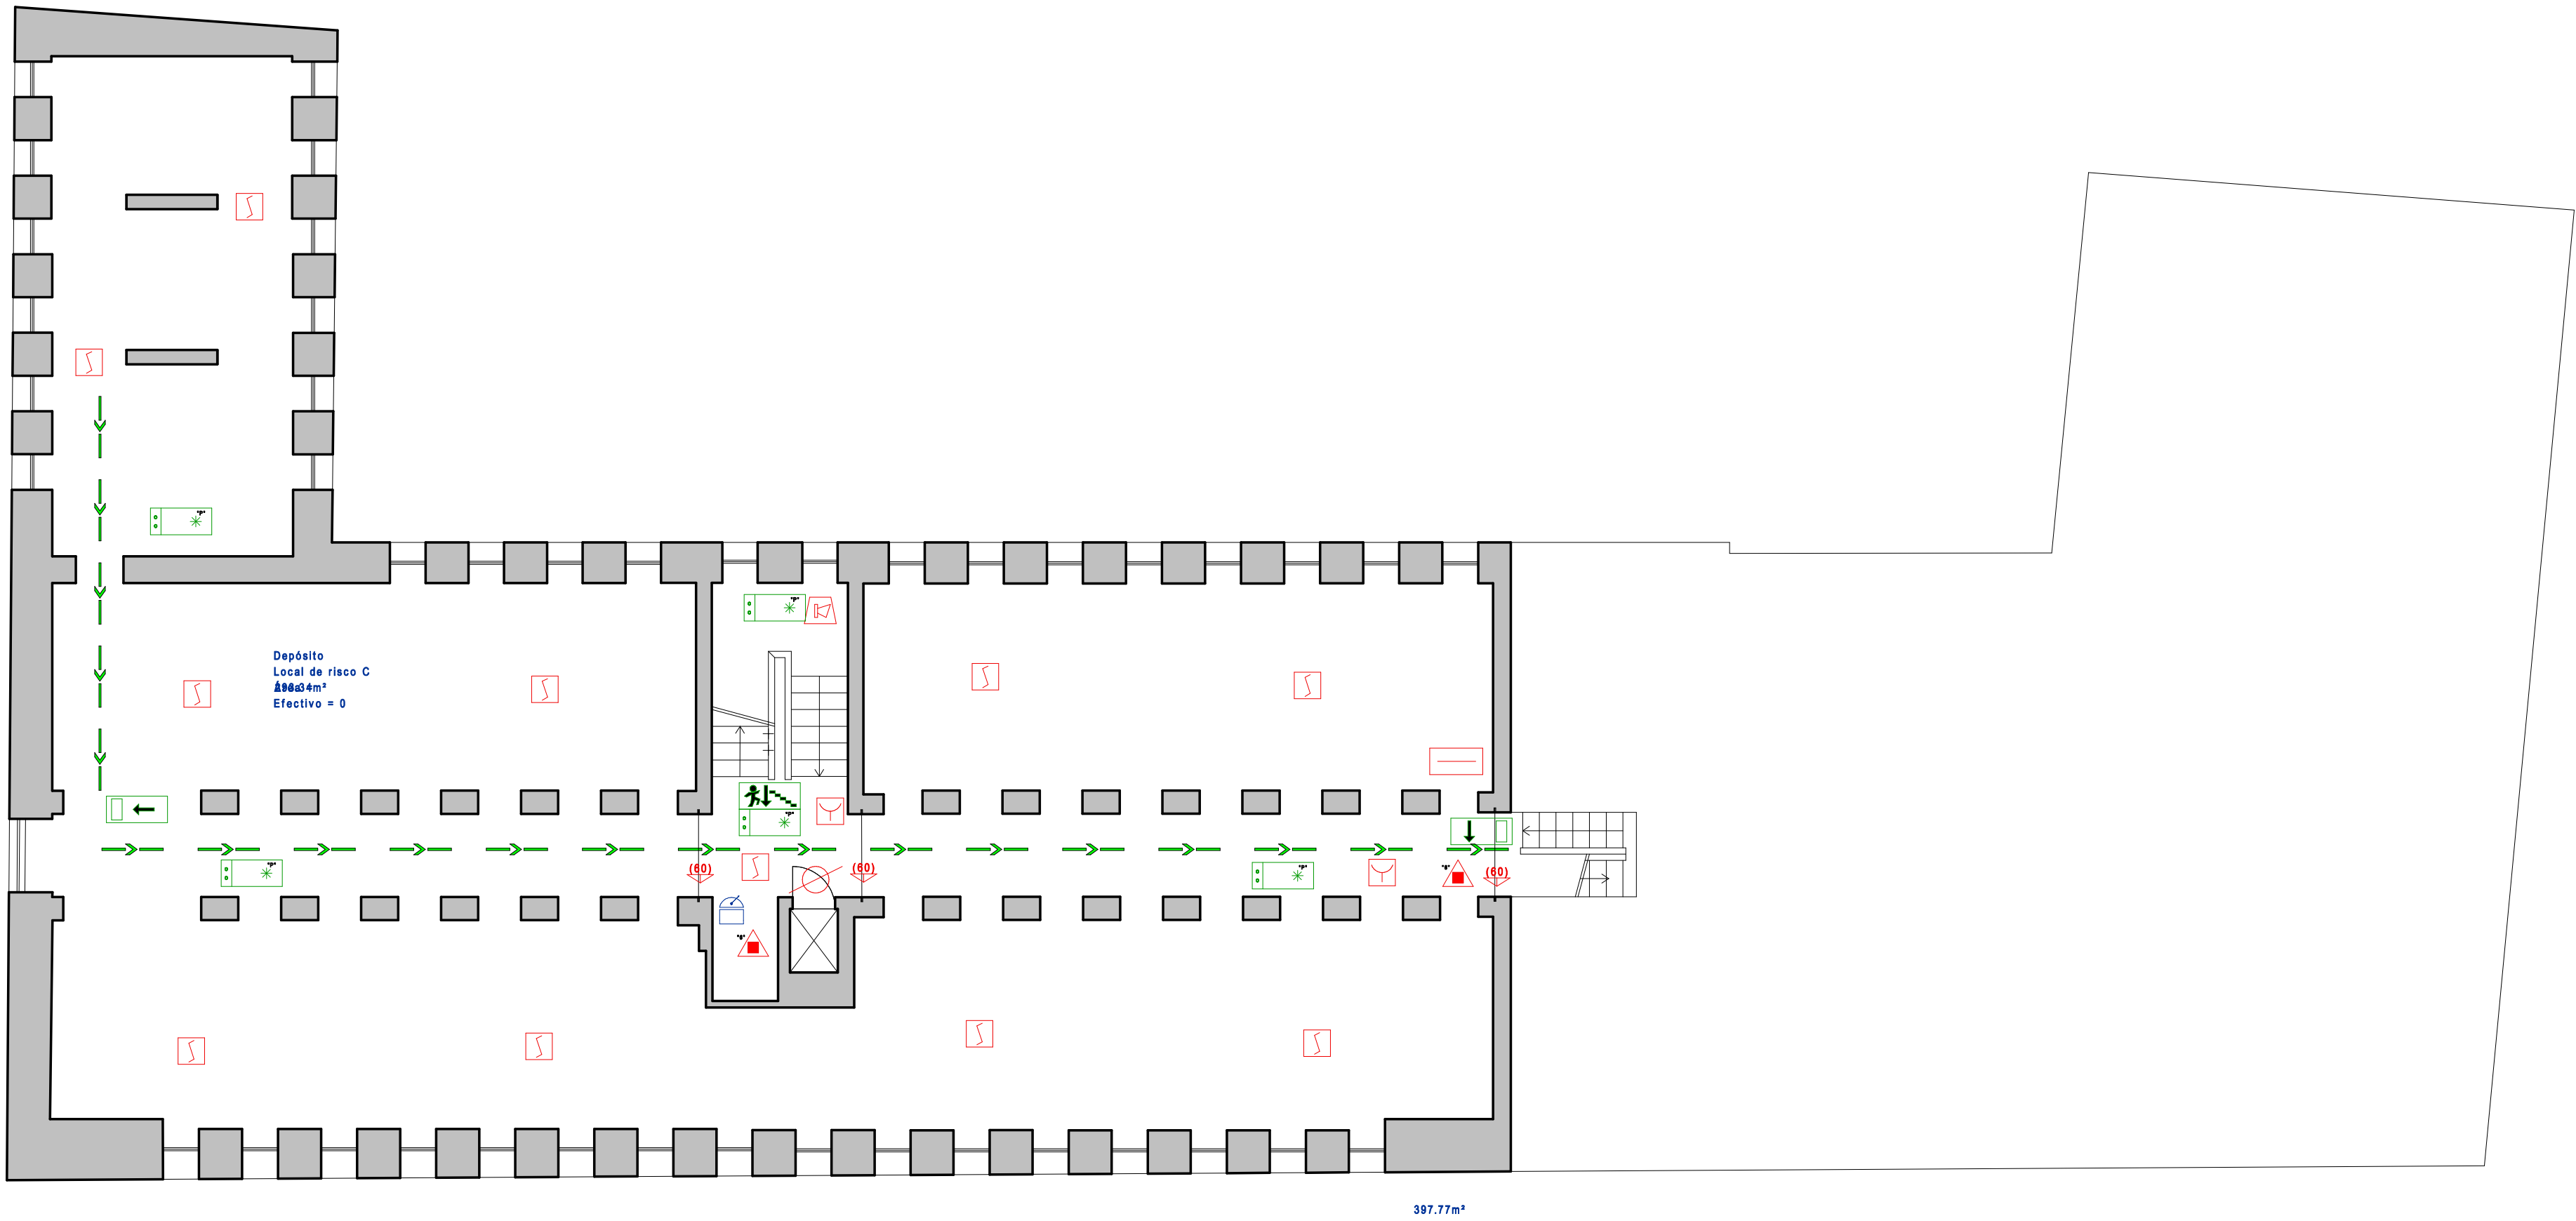 "P"
"P"
Depósito
Local de risco C
Efectivo = 0
"P"
(60)
(60)
(60)
"P"
"P"
397.77m²